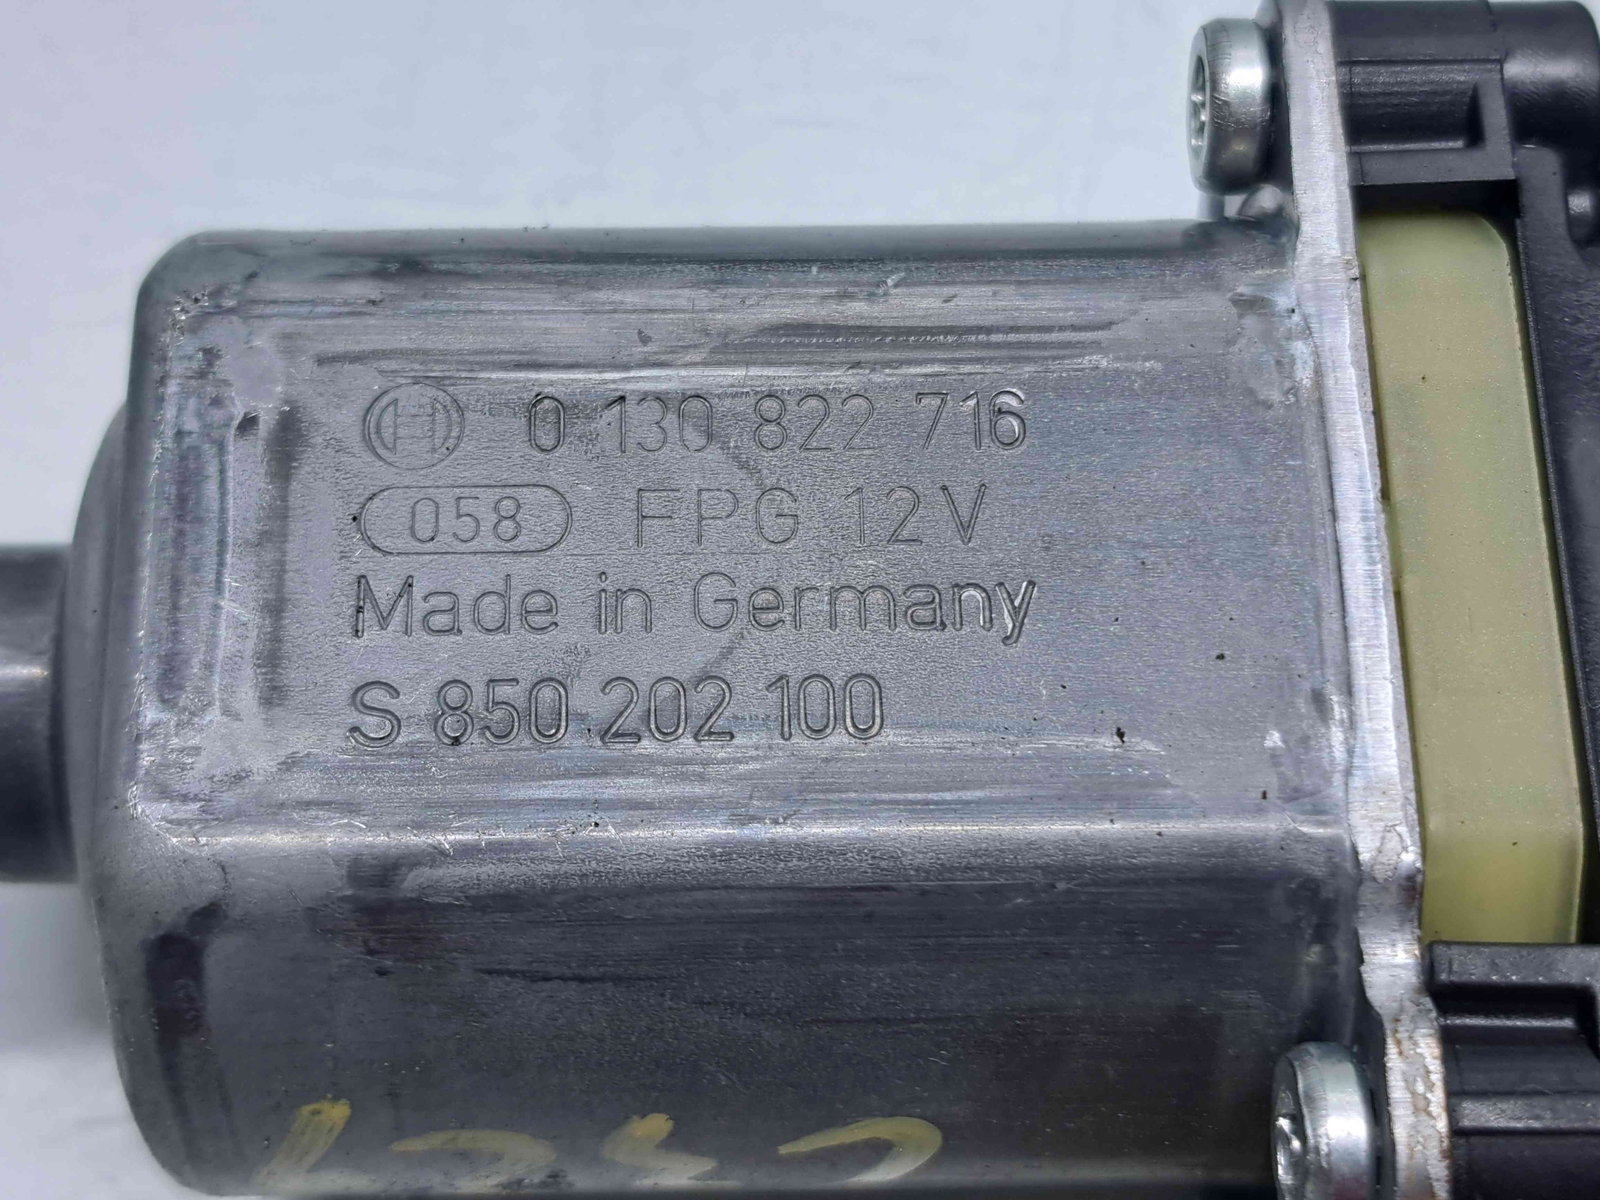 0 130 822 716
058 FPG 12V
Made in Germany
S 850 202 100